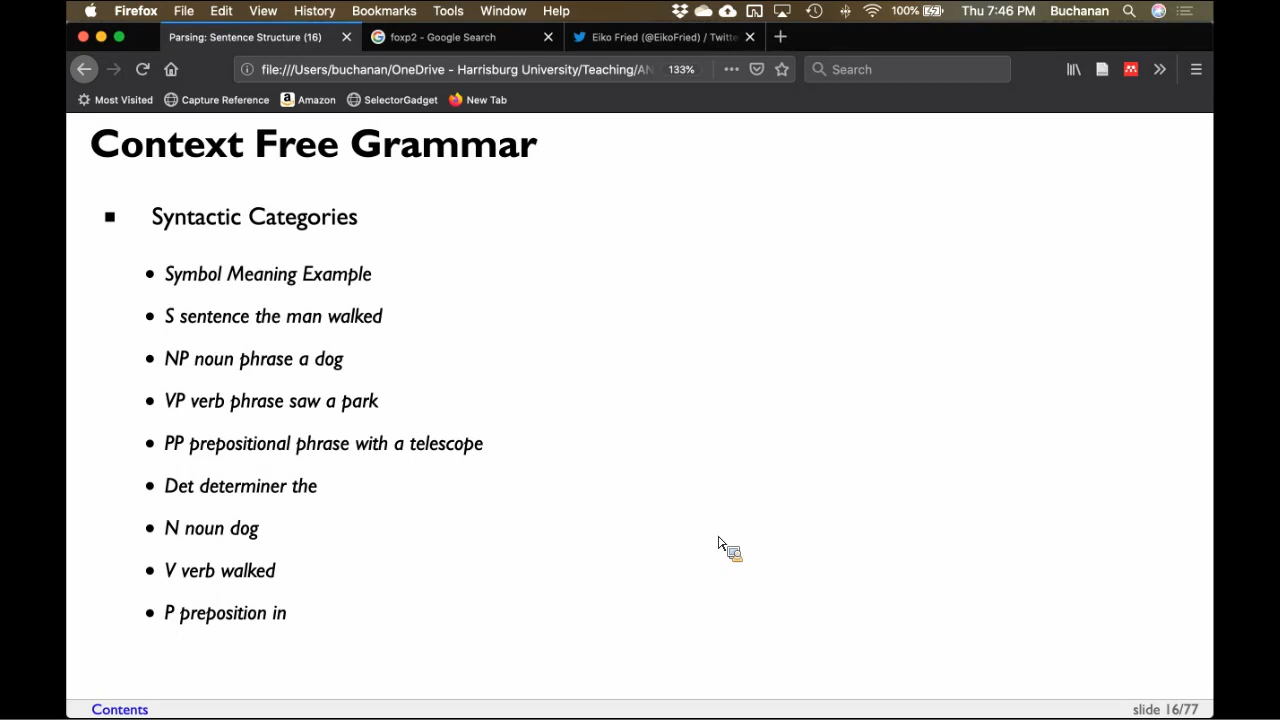 Firefox File Edit View History Bookmarks Tools Window Help 100% Thu 7:46 PM Buchanan
Parsing: Sentence Structure (16) foxp2 - Google Search Eiko Fried (@EikoFried) / Twitte
file:///Users/buchanan/OneDrive - Harrisburg University/Teaching/AN 133% Search
Most Visited Capture Reference Amazon SelectorGadget New Tab
Context Free Grammar
Syntactic Categories
Symbol Meaning Example
S sentence the man walked
NP noun phrase a dog
VP verb phrase saw a park
PP prepositional phrase with a telescope
Det determiner the
N noun dog
V verb walked
P preposition in
Contents slide 16/77